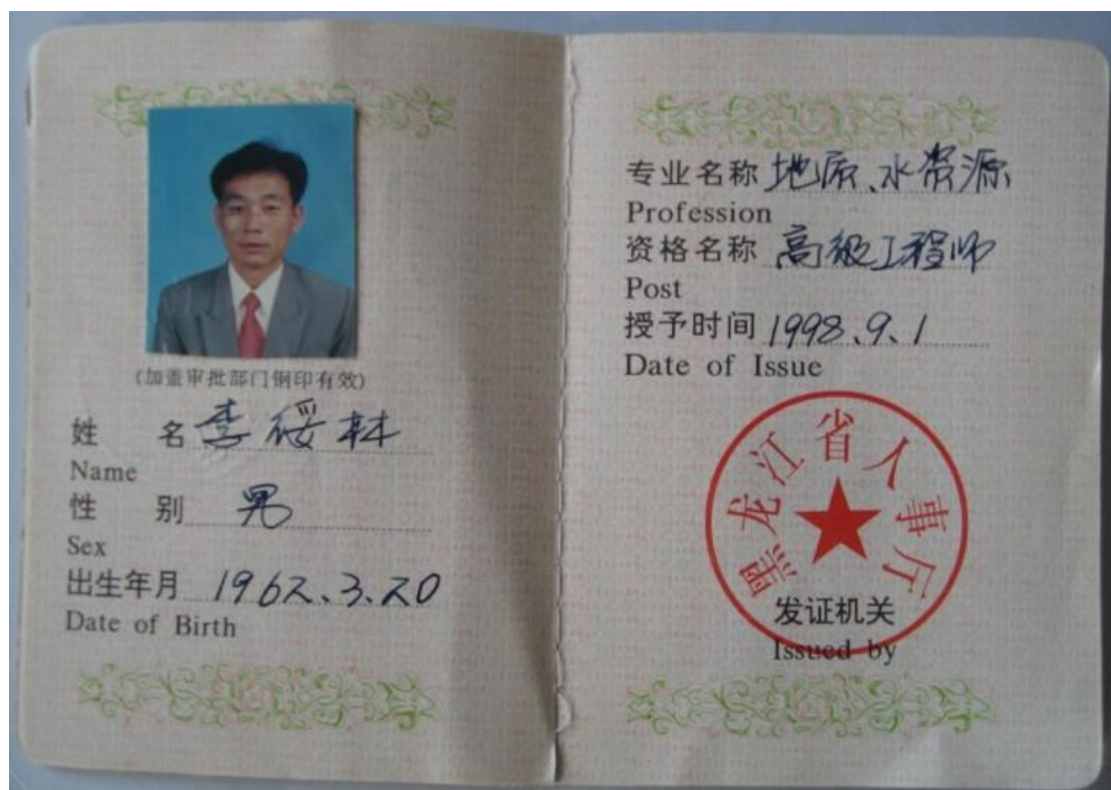 (加盖审批部门钢印有效)
姓 名 李绥林
Name
性 别 男
Sex
出生年月 1962.3.20
Date of Birth
专业名称 地质、水资源
Profession
资格名称 高级工程师
Post
授予时间 1998.9.1
Date of Issue
黑龙江省人事厅
发证机关
Issued by